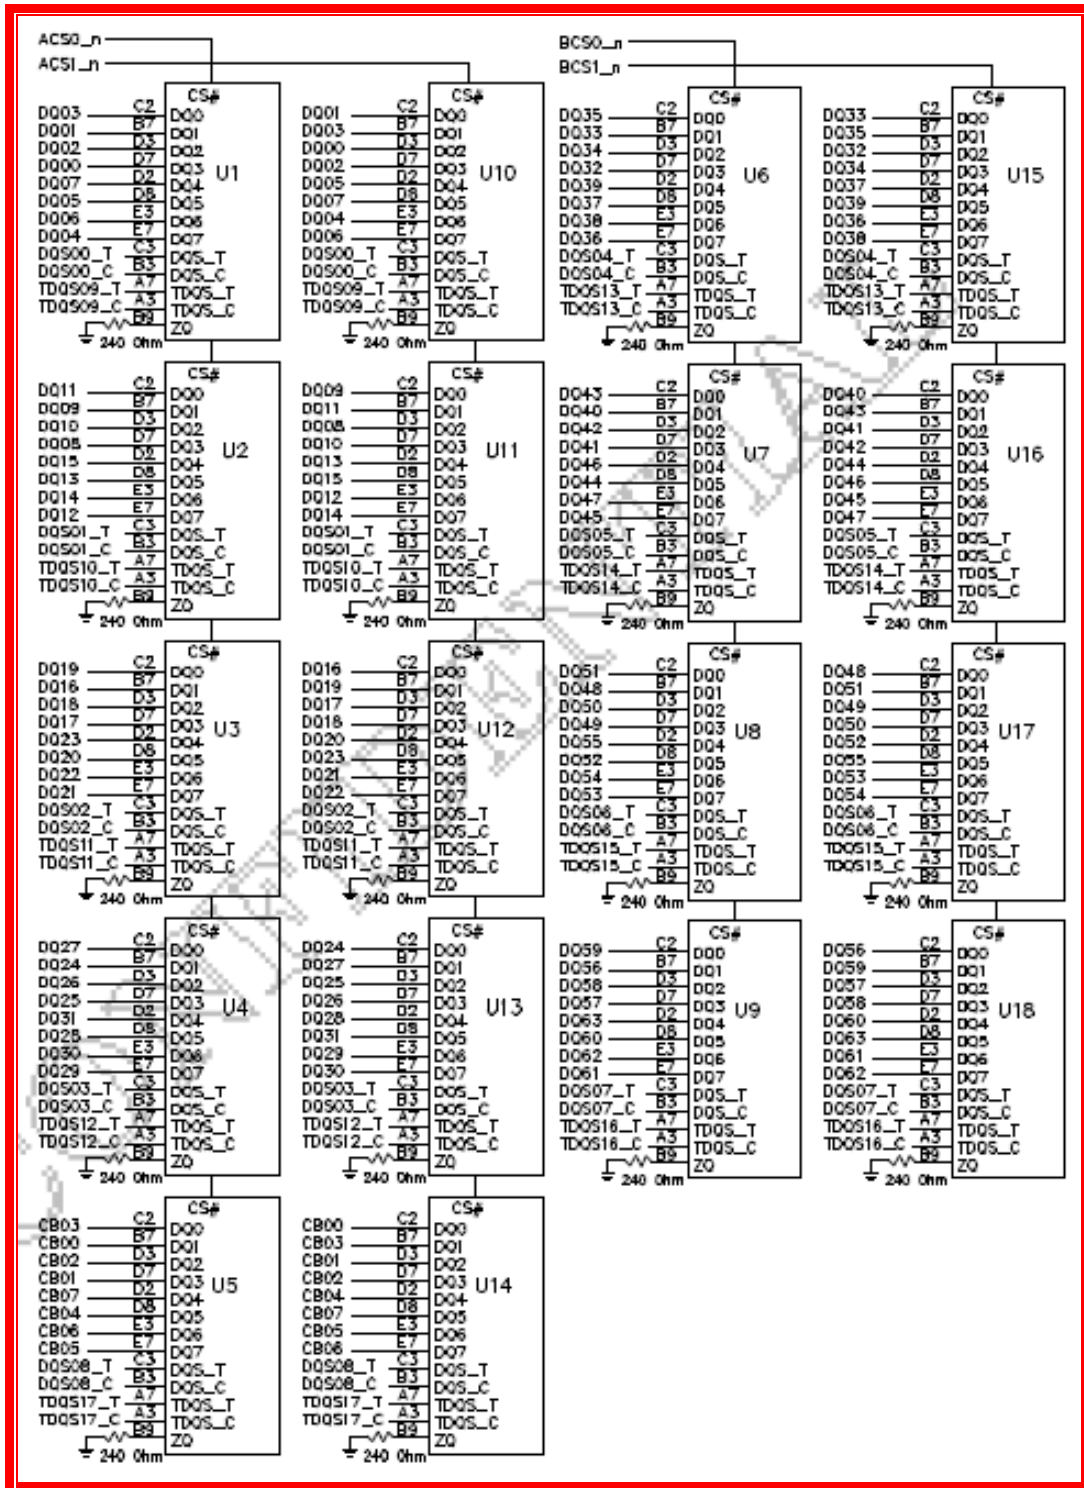 ACS0_n
ACS1_n
CS#
U1
DQ03 C2 DQ0
DQ01 B7 DQ1
DQ02 D3 DQ2
DQ00 D7 DQ3
DQ07 D2 DQ4
DQ05 D8 DQ5
DQ06 E3 DQ6
DQ04 E7 DQ7
DQS00_T C3 DQS_T
DQS00_C B3 DQS_C
TDQS09_T A7 TDQS_T
TDQS09_C A3 TDQS_C
B9 ZQ
240 Ohm
CS#
U10
DQ01 C2 DQ0
DQ03 B7 DQ1
DQ00 D3 DQ2
DQ02 D7 DQ3
DQ05 D2 DQ4
DQ07 D8 DQ5
DQ04 E3 DQ6
DQ06 E7 DQ7
DQS00_T C3 DQS_T
DQS00_C B3 DQS_C
TDQS09_T A7 TDQS_T
TDQS09_C A3 TDQS_C
B9 ZQ
240 Ohm
CS#
U2
DQ11 C2 DQ0
DQ09 B7 DQ1
DQ10 D3 DQ2
DQ08 D7 DQ3
DQ15 D2 DQ4
DQ13 D8 DQ5
DQ14 E3 DQ6
DQ12 E7 DQ7
DQS01_T C3 DQS_T
DQS01_C B3 DQS_C
TDQS10_T A7 TDQS_T
TDQS10_C A3 TDQS_C
B9 ZQ
240 Ohm
CS#
U11
DQ09 C2 DQ0
DQ11 B7 DQ1
DQ08 D3 DQ2
DQ10 D7 DQ3
DQ13 D2 DQ4
DQ15 D8 DQ5
DQ12 E3 DQ6
DQ14 E7 DQ7
DQS01_T C3 DQS_T
DQS01_C B3 DQS_C
TDQS10_T A7 TDQS_T
TDQS10_C A3 TDQS_C
B9 ZQ
240 Ohm
CS#
U3
DQ19 C2 DQ0
DQ16 B7 DQ1
DQ18 D3 DQ2
DQ17 D7 DQ3
DQ23 D2 DQ4
DQ20 D8 DQ5
DQ22 E3 DQ6
DQ21 E7 DQ7
DQS02_T C3 DQS_T
DQS02_C B3 DQS_C
TDQS11_T A7 TDQS_T
TDQS11_C A3 TDQS_C
B9 ZQ
240 Ohm
CS#
U12
DQ16 C2 DQ0
DQ19 B7 DQ1
DQ17 D3 DQ2
DQ18 D7 DQ3
DQ20 D2 DQ4
DQ23 D8 DQ5
DQ21 E3 DQ6
DQ22 E7 DQ7
DQS02_T C3 DQS_T
DQS02_C B3 DQS_C
TDQS11_T A7 TDQS_T
TDQS11_C A3 TDQS_C
B9 ZQ
240 Ohm
CS#
U4
DQ27 C2 DQ0
DQ24 B7 DQ1
DQ26 D3 DQ2
DQ25 D7 DQ3
DQ31 D2 DQ4
DQ28 D8 DQ5
DQ30 E3 DQ6
DQ29 E7 DQ7
DQS03_T C3 DQS_T
DQS03_C B3 DQS_C
TDQS12_T A7 TDQS_T
TDQS12_C A3 TDQS_C
B9 ZQ
240 Ohm
CS#
U13
DQ24 C2 DQ0
DQ27 B7 DQ1
DQ25 D3 DQ2
DQ26 D7 DQ3
DQ28 D2 DQ4
DQ31 D8 DQ5
DQ29 E3 DQ6
DQ30 E7 DQ7
DQS03_T C3 DQS_T
DQS03_C B3 DQS_C
TDQS12_T A7 TDQS_T
TDQS12_C A3 TDQS_C
B9 ZQ
240 Ohm
CS#
U5
CB03 C2 DQ0
CB00 B7 DQ1
CB02 D3 DQ2
CB01 D7 DQ3
CB07 D2 DQ4
CB04 D8 DQ5
CB06 E3 DQ6
CB05 E7 DQ7
DQS08_T C3 DQS_T
DQS08_C B3 DQS_C
TDQS17_T A7 TDQS_T
TDQS17_C A3 TDQS_C
B9 ZQ
240 Ohm
CS#
U14
CB00 C2 DQ0
CB03 B7 DQ1
CB01 D3 DQ2
CB02 D7 DQ3
CB04 D2 DQ4
CB07 D8 DQ5
CB05 E3 DQ6
CB06 E7 DQ7
DQS08_T C3 DQS_T
DQS08_C B3 DQS_C
TDQS17_T A7 TDQS_T
TDQS17_C A3 TDQS_C
B9 ZQ
240 Ohm
BCS0_n
BCS1_n
CS#
U6
DQ35 C2 DQ0
DQ33 B7 DQ1
DQ34 D3 DQ2
DQ32 D7 DQ3
DQ39 D2 DQ4
DQ37 D8 DQ5
DQ38 E3 DQ6
DQ36 E7 DQ7
DQS04_T C3 DQS_T
DQS04_C B3 DQS_C
TDQS13_T A7 TDQS_T
TDQS13_C A3 TDQS_C
B9 ZQ
240 Ohm
CS#
U15
DQ33 C2 DQ0
DQ35 B7 DQ1
DQ32 D3 DQ2
DQ34 D7 DQ3
DQ37 D2 DQ4
DQ39 D8 DQ5
DQ36 E3 DQ6
DQ38 E7 DQ7
DQS04_T C3 DQS_T
DQS04_C B3 DQS_C
TDQS13_T A7 TDQS_T
TDQS13_C A3 TDQS_C
B9 ZQ
240 Ohm
CS#
U7
DQ43 C2 DQ0
DQ40 B7 DQ1
DQ42 D3 DQ2
DQ41 D7 DQ3
DQ46 D2 DQ4
DQ44 D8 DQ5
DQ47 E3 DQ6
DQ45 E7 DQ7
DQS05_T C3 DQS_T
DQS05_C B3 DQS_C
TDQS14_T A7 TDQS_T
TDQS14_C A3 TDQS_C
B9 ZQ
240 Ohm
CS#
U16
DQ40 C2 DQ0
DQ43 B7 DQ1
DQ41 D3 DQ2
DQ42 D7 DQ3
DQ44 D2 DQ4
DQ46 D8 DQ5
DQ45 E3 DQ6
DQ47 E7 DQ7
DQS05_T C3 DQS_T
DQS05_C B3 DQS_C
TDQS14_T A7 TDQS_T
TDQS14_C A3 TDQS_C
B9 ZQ
240 Ohm
CS#
U8
DQ51 C2 DQ0
DQ48 B7 DQ1
DQ50 D3 DQ2
DQ49 D7 DQ3
DQ55 D2 DQ4
DQ52 D8 DQ5
DQ54 E3 DQ6
DQ53 E7 DQ7
DQS06_T C3 DQS_T
DQS06_C B3 DQS_C
TDQS15_T A7 TDQS_T
TDQS15_C A3 TDQS_C
B9 ZQ
240 Ohm
CS#
U17
DQ48 C2 DQ0
DQ51 B7 DQ1
DQ49 D3 DQ2
DQ50 D7 DQ3
DQ52 D2 DQ4
DQ55 D8 DQ5
DQ53 E3 DQ6
DQ54 E7 DQ7
DQS06_T C3 DQS_T
DQS06_C B3 DQS_C
TDQS15_T A7 TDQS_T
TDQS15_C A3 TDQS_C
B9 ZQ
240 Ohm
CS#
U9
DQ59 C2 DQ0
DQ56 B7 DQ1
DQ58 D3 DQ2
DQ57 D7 DQ3
DQ63 D2 DQ4
DQ60 D8 DQ5
DQ62 E3 DQ6
DQ61 E7 DQ7
DQS07_T C3 DQS_T
DQS07_C B3 DQS_C
TDQS16_T A7 TDQS_T
TDQS16_C A3 TDQS_C
B9 ZQ
240 Ohm
CS#
U18
DQ56 C2 DQ0
DQ59 B7 DQ1
DQ57 D3 DQ2
DQ58 D7 DQ3
DQ60 D2 DQ4
DQ63 D8 DQ5
DQ61 E3 DQ6
DQ62 E7 DQ7
DQS07_T C3 DQS_T
DQS07_C B3 DQS_C
TDQS16_T A7 TDQS_T
TDQS16_C A3 TDQS_C
B9 ZQ
240 Ohm
CONFIDENTIAL